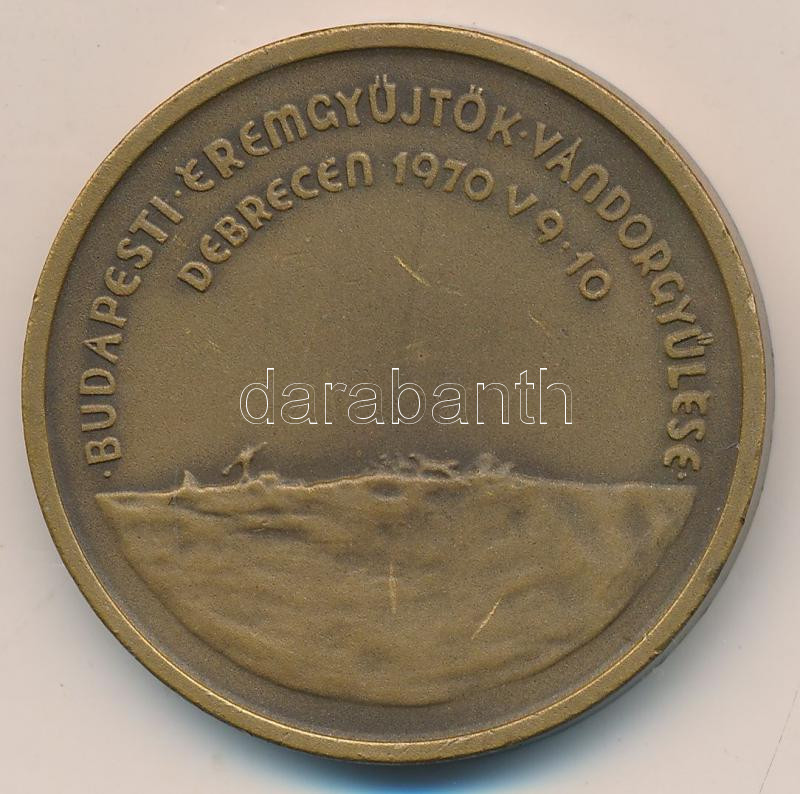 ·BUDAPESTI·ÉREMGYŰJTŐK·VÁNDORGYŰLÉSE·
DEBRECEN 1970 V 9·10
darabanth